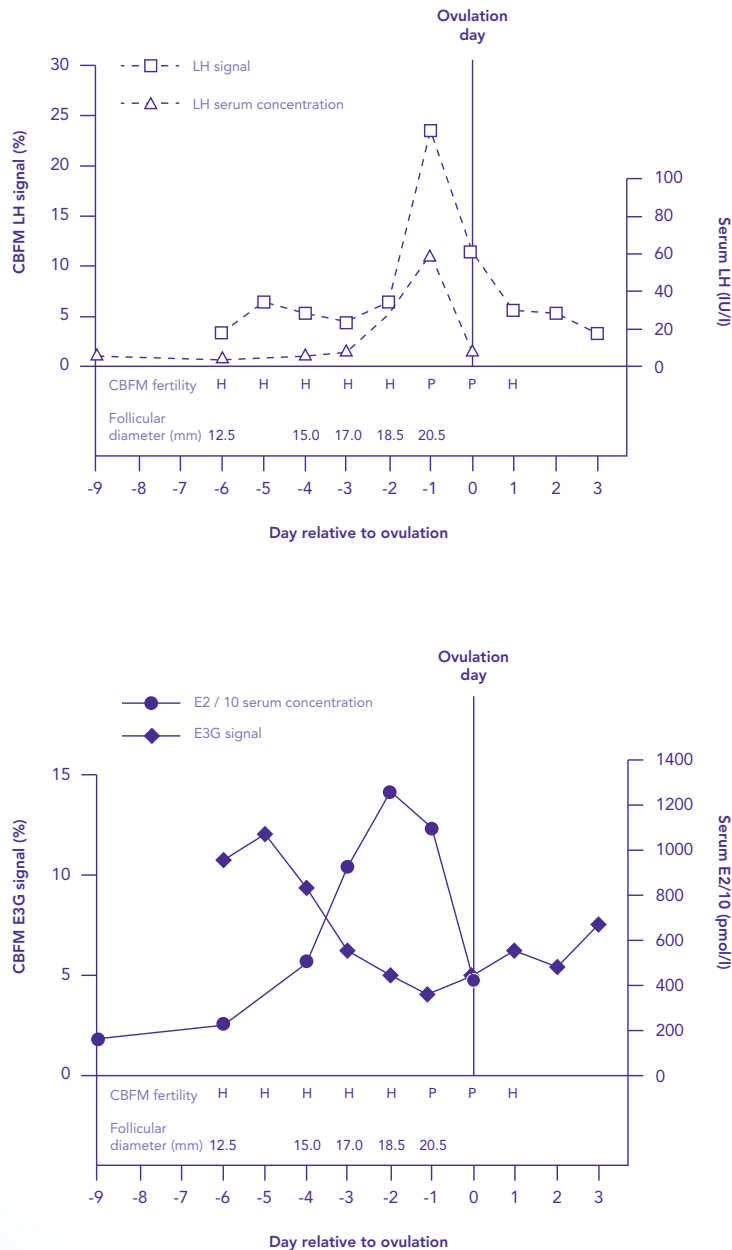 Ovulation
day
30
25
20
15
10
5
0
CBFM LH signal (%)
LH signal
LH serum concentration
100
80
60
40
20
0
Serum LH (IU/l)
CBFM fertility H H H H H P P H
Follicular
diameter (mm) 12.5 15.0 17.0 18.5 20.5
-9 -8 -7 -6 -5 -4 -3 -2 -1 0 1 2 3
Day relative to ovulation
Ovulation
day
E2 / 10 serum concentration
E3G signal
15
10
5
0
CBFM E3G signal (%)
1400
1200
1000
800
600
400
200
0
Serum E2/10 (pmol/l)
CBFM fertility H H H H H P P H
Follicular
diameter (mm) 12.5 15.0 17.0 18.5 20.5
-9 -8 -7 -6 -5 -4 -3 -2 -1 0 1 2 3
Day relative to ovulation